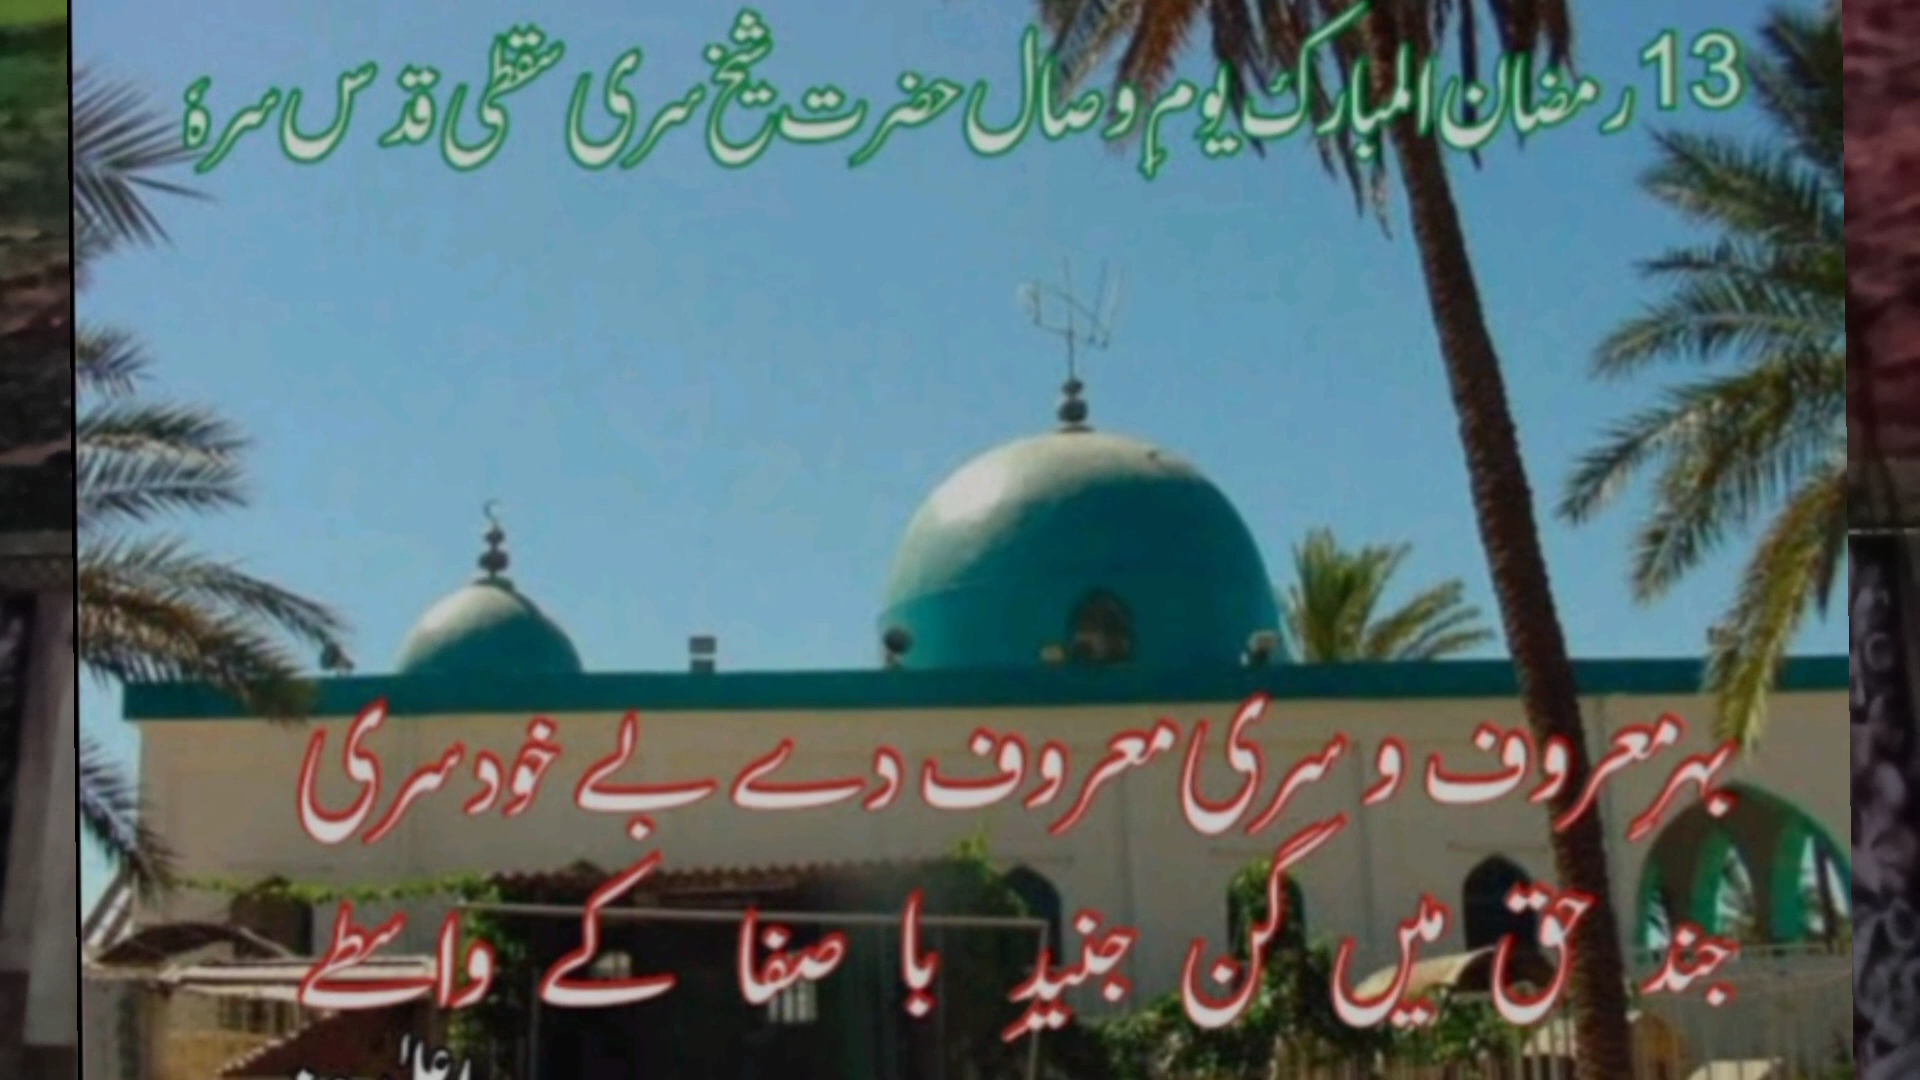 13 رمضان المبارک یومِ وصال حضرت شیخ سری سقطی قدس سرہٗ
بہرِ معروف و سری معروف دے بے خود سری
جند حق میں گن جنیدِ با صفا کے واسطے